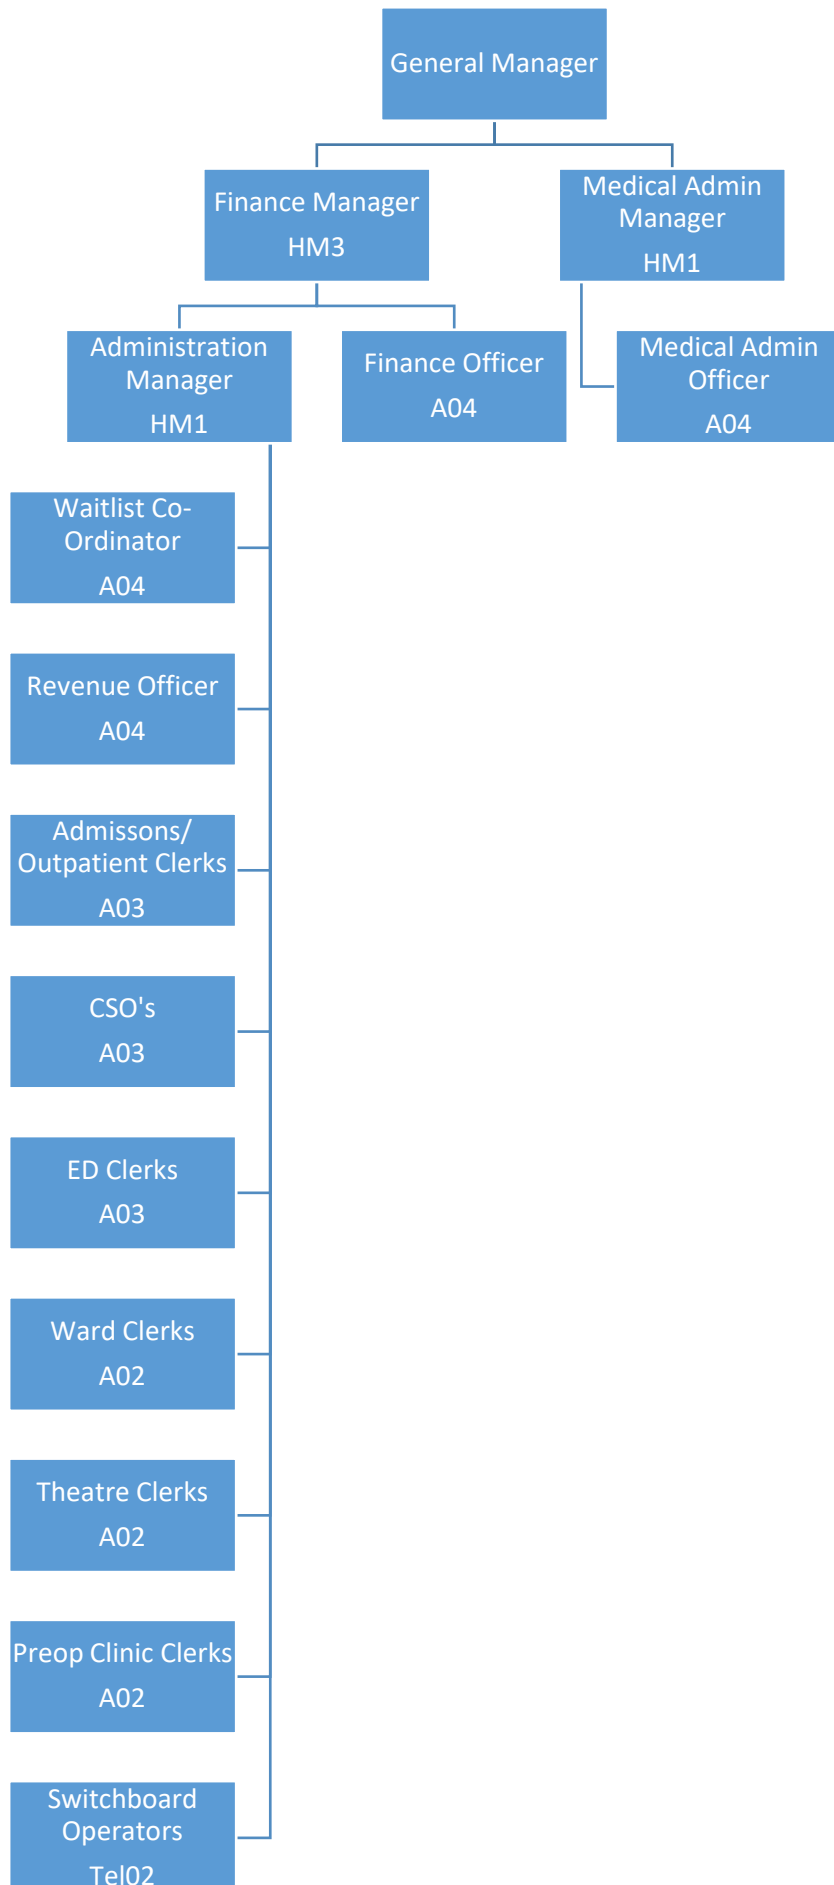 General Manager
Finance Manager
HM3
Medical Admin
Manager
HM1
Administration
Manager
HM1
Finance Officer
A04
Medical Admin
Officer
A04
Waitlist Co-
Ordinator
A04
Revenue Officer
A04
Admissons/
Outpatient Clerks
A03
CSO's
A03
ED Clerks
A03
Ward Clerks
A02
Theatre Clerks
A02
Preop Clinic Clerks
A02
Switchboard
Operators
Tel02